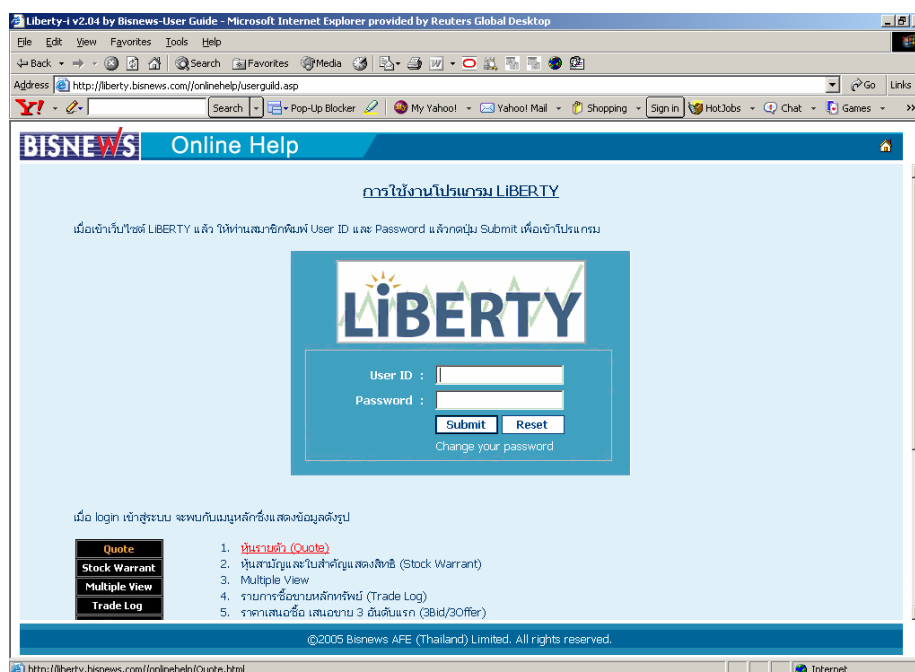 Liberty-i v2.04 by Bisnews-User Guide - Microsoft Internet Explorer provided by Reuters Global Desktop
File Edit View Favorites Tools Help
Back Search Favorites Media
Address http://liberty.bisnews.com//onlinehelp/userguild.asp Go Links
Y! Search Pop-Up Blocker My Yahoo! Yahoo! Mail Shopping Sign in HotJobs Chat Games
BISNEWS Online Help
การใช้งานโปรแกรม LiBERTY
เมื่อเข้าเว็บไซต์ LiBERTY แล้ว ให้ท่านสมาชิกพิมพ์ User ID และ Password แล้วกดปุ่ม Submit เพื่อเข้าโปรแกรม
LiBERTY
User ID :
Password :
Submit Reset
Change your password
เมื่อ login เข้าสู่ระบบ จะพบกับเมนูหลักซึ่งแสดงข้อมูลดังรูป
Quote
Stock Warrant
Multiple View
Trade Log
1. หุ้นรายตัว (Quote)
2. หุ้นสามัญและใบสำคัญแสดงสิทธิ (Stock Warrant)
3. Multiple View
4. รายการซื้อขายหลักทรัพย์ (Trade Log)
5. ราคาเสนอซื้อ เสนอขาย 3 อันดับแรก (3Bid/3Offer)
©2005 Bisnews AFE (Thailand) Limited. All rights reserved.
http://liberty.bisnews.com//onlinehelp/Quote.html Internet